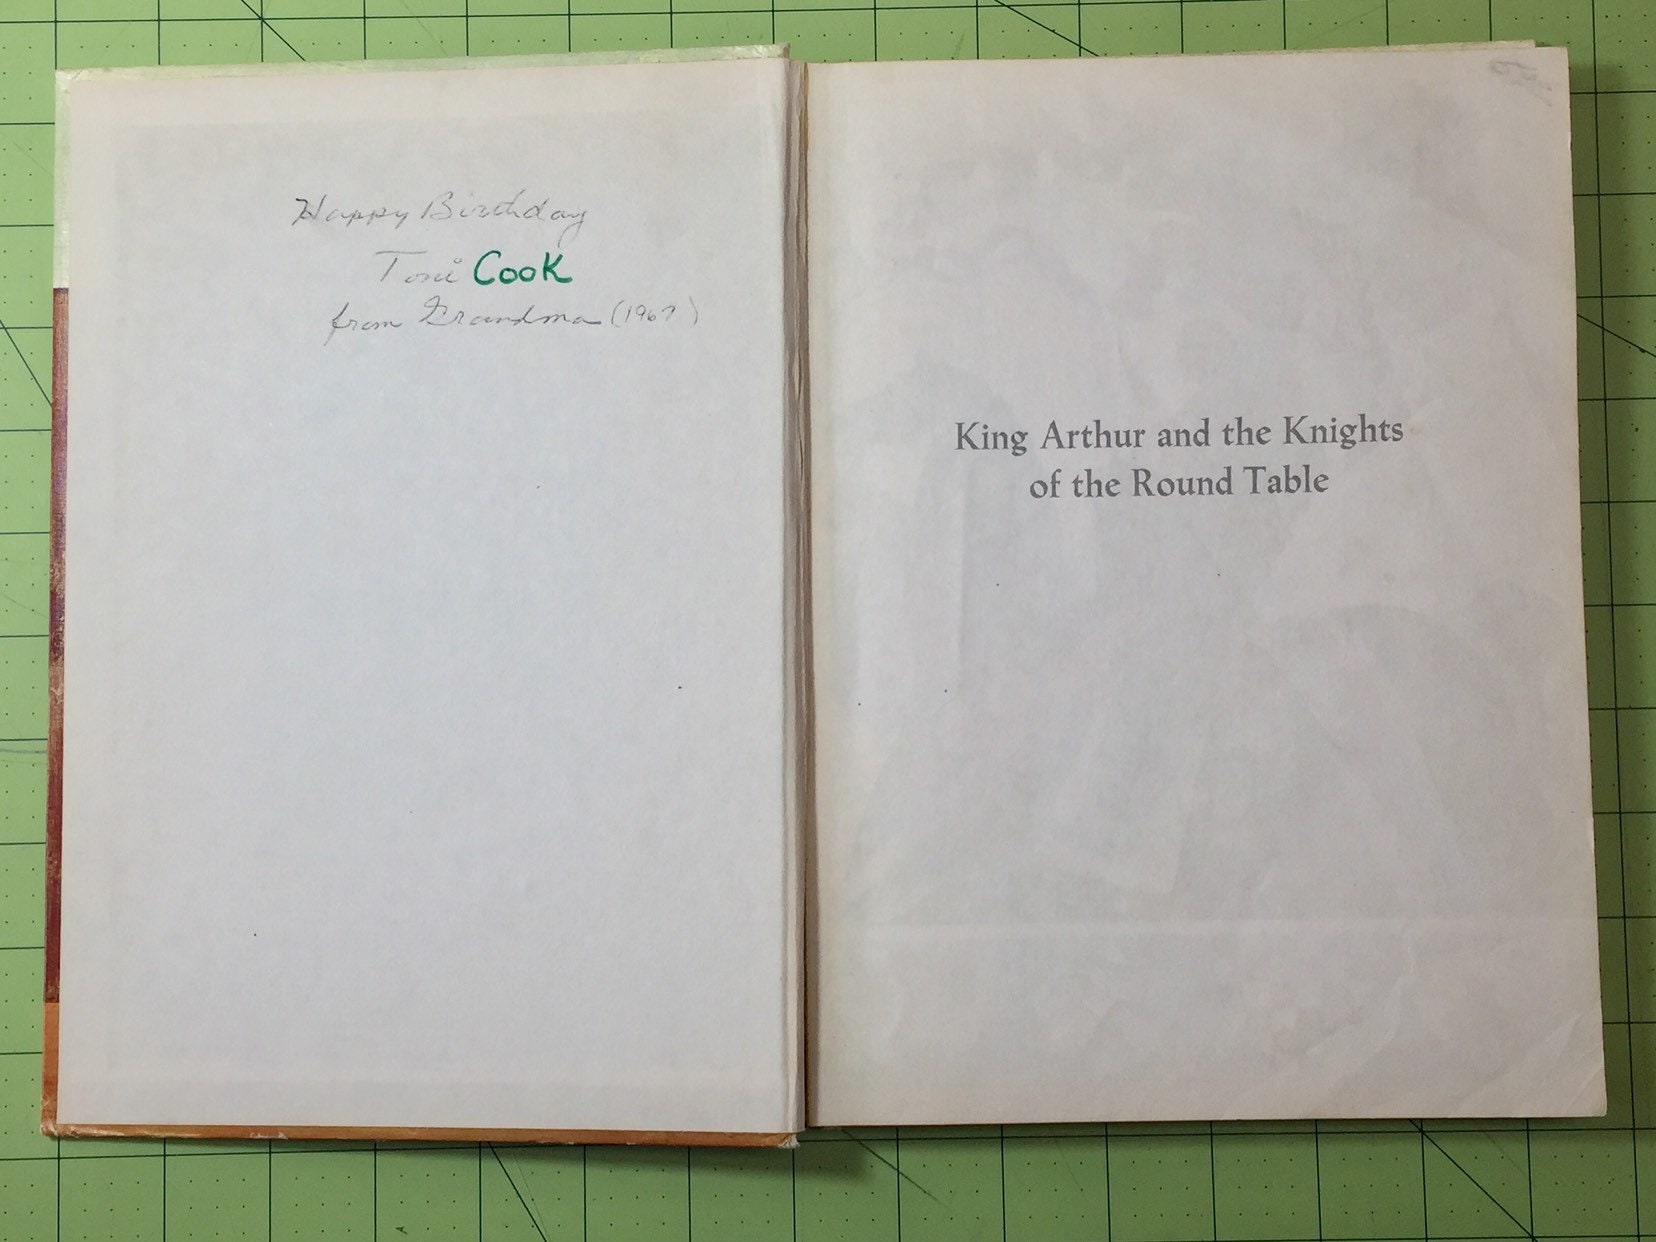 Happy Birthday
Toni Cook
from Grandma (1967)
King Arthur and the Knights
of the Round Table